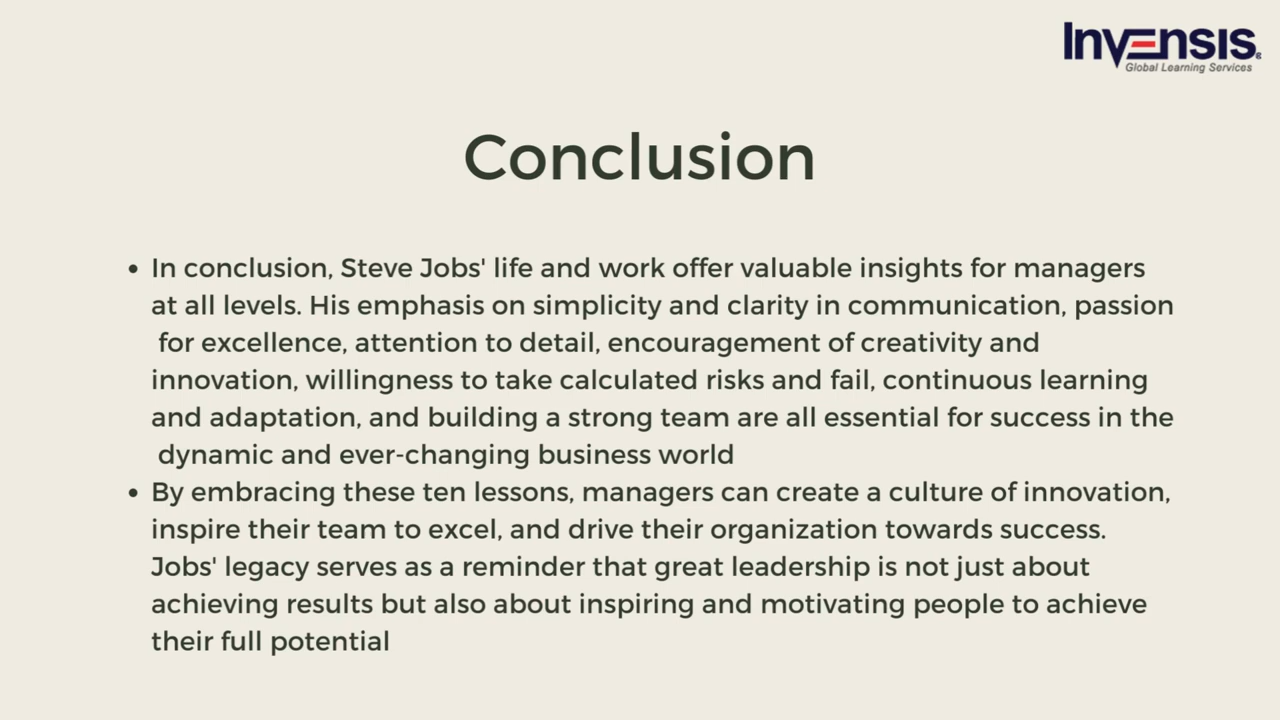 Invensis
Global Learning Services
Conclusion
• In conclusion, Steve Jobs' life and work offer valuable insights for managers
at all levels. His emphasis on simplicity and clarity in communication, passion
for excellence, attention to detail, encouragement of creativity and
innovation, willingness to take calculated risks and fail, continuous learning
and adaptation, and building a strong team are all essential for success in the
dynamic and ever-changing business world
• By embracing these ten lessons, managers can create a culture of innovation,
inspire their team to excel, and drive their organization towards success.
Jobs' legacy serves as a reminder that great leadership is not just about
achieving results but also about inspiring and motivating people to achieve
their full potential